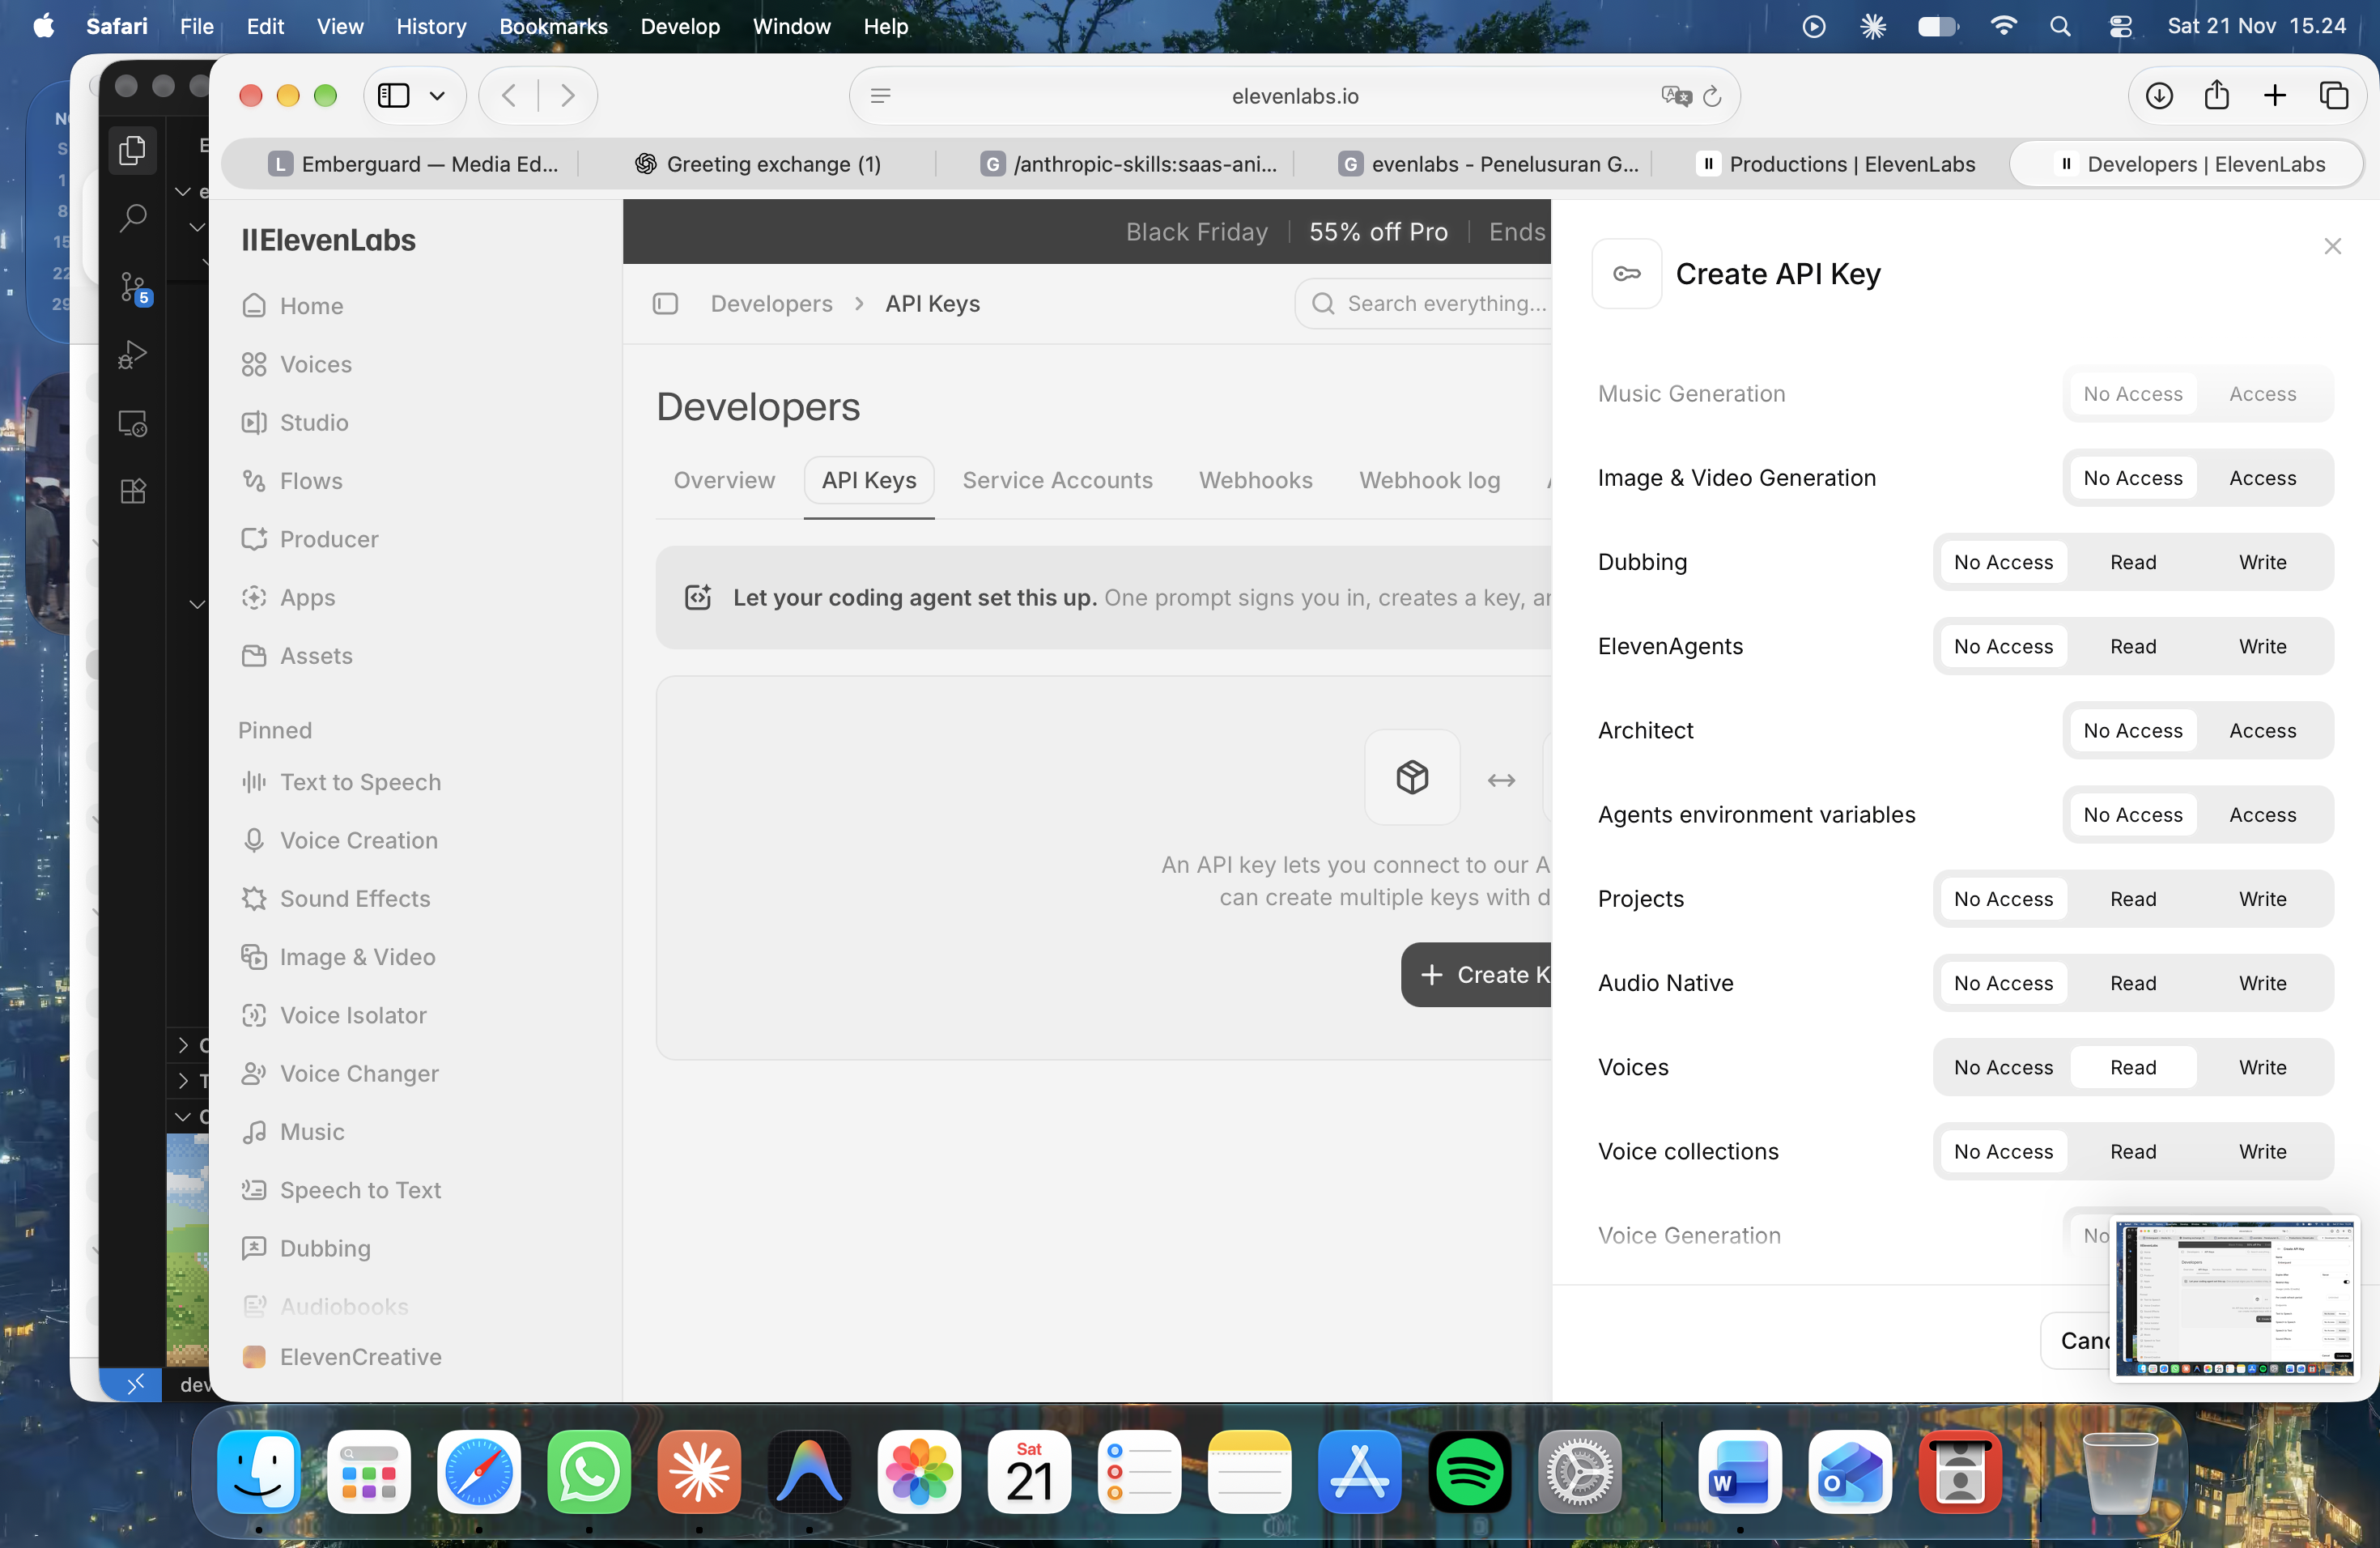 Safari File Edit View History Bookmarks Develop Window Help
Sat 21 Nov 15.24
elevenlabs.io
L Emberguard — Media Ed...
Greeting exchange (1)
G /anthropic-skills:saas-ani...
G evenlabs - Penelusuran G...
Productions | ElevenLabs
Developers | ElevenLabs
S
1
8
15
22
29
5
IIElevenLabs
Home
Voices
Studio
Flows
Producer
Apps
Assets
Pinned
Text to Speech
Voice Creation
Sound Effects
Image & Video
Voice Isolator
Voice Changer
Music
Speech to Text
Dubbing
Audiobooks
ElevenCreative
dev
Black Friday 55% off Pro Ends
Developers > API Keys
Search everything...
Developers
Overview API Keys Service Accounts Webhooks Webhook log
Let your coding agent set this up. One prompt signs you in, creates a key,
An API key lets you connect to our
can create multiple keys with
+ Create K
Create API Key
Music Generation No Access Access
Image & Video Generation No Access Access
Dubbing No Access Read Write
ElevenAgents No Access Read Write
Architect No Access Access
Agents environment variables No Access Access
Projects No Access Read Write
Audio Native No Access Read Write
Voices No Access Read Write
Voice collections No Access Read Write
Voice Generation No
Canc
Sat
21
W
O